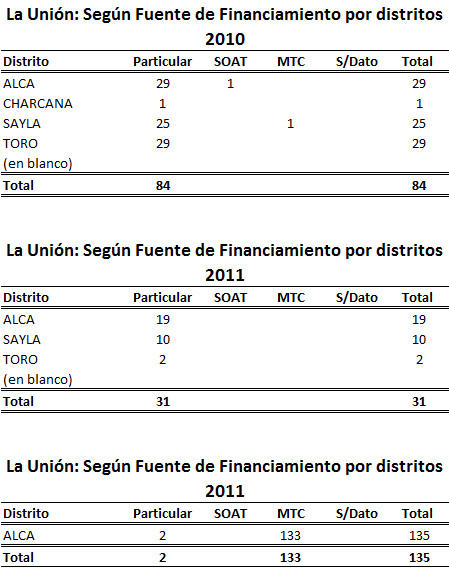 La Unión: Según Fuente de Financiamiento por distritos
2010
Distrito Particular SOAT MTC S/Dato Total
ALCA 29 1 29
CHARCANA 1 1
SAYLA 25 1 25
TORO 29 29
(en blanco)
Total 84 84
La Unión: Según Fuente de Financiamiento por distritos
2011
Distrito Particular SOAT MTC S/Dato Total
ALCA 19 19
SAYLA 10 10
TORO 2 2
(en blanco)
Total 31 31
La Unión: Según Fuente de Financiamiento por distritos
2011
Distrito Particular SOAT MTC S/Dato Total
ALCA 2 133 135
Total 2 133 135